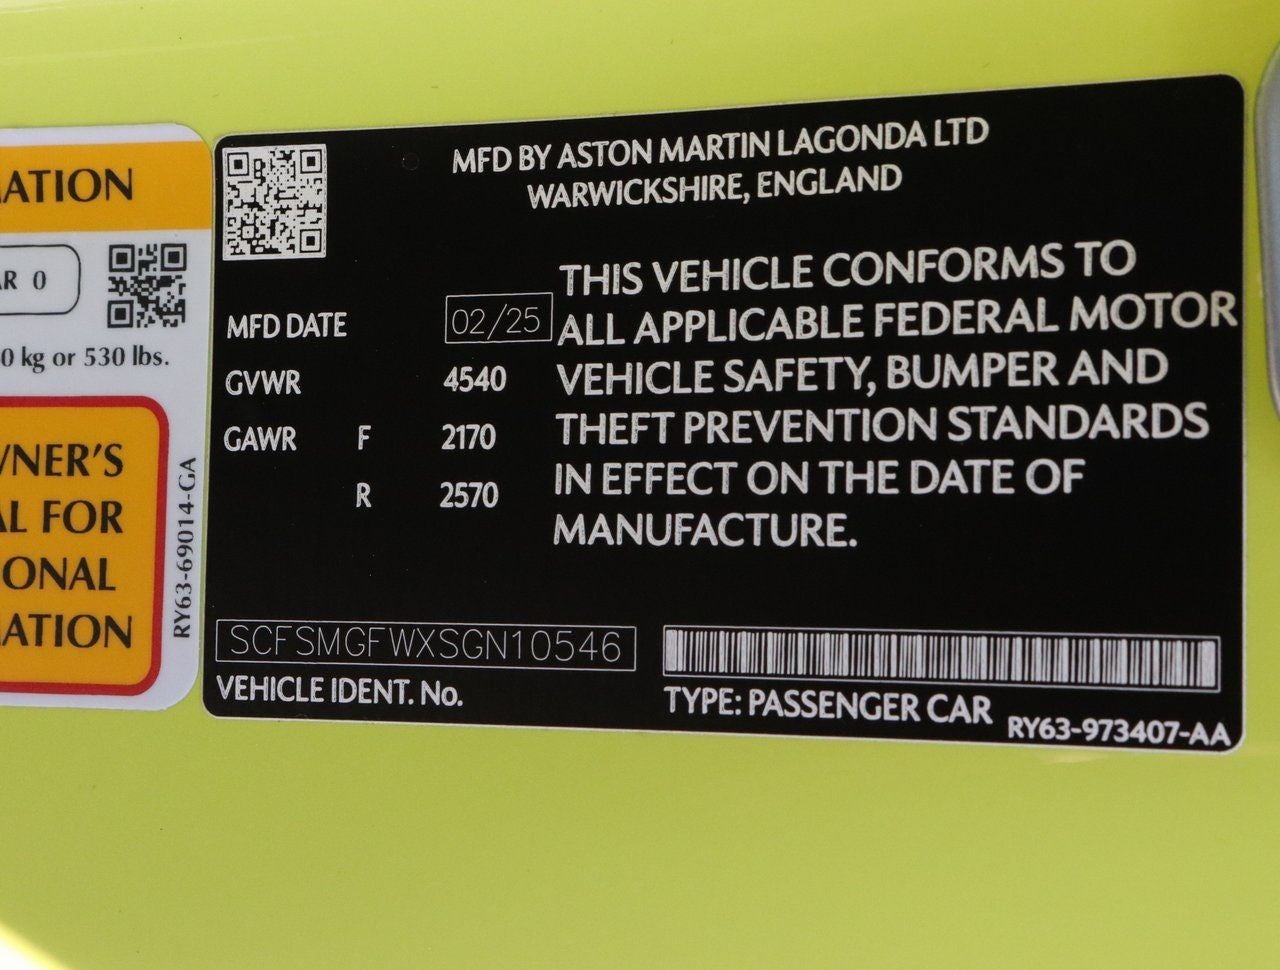 MATION
AR 0
0 kg or 530 lbs.
WNER'S
AL FOR
ONAL
MATION
RY63-69014-GA
MFD BY ASTON MARTIN LAGONDA LTD
WARWICKSHIRE, ENGLAND
MFD DATE 02/25
GVWR 4540
GAWR F 2170
R 2570
THIS VEHICLE CONFORMS TO
ALL APPLICABLE FEDERAL MOTOR
VEHICLE SAFETY, BUMPER AND
THEFT PREVENTION STANDARDS
IN EFFECT ON THE DATE OF
MANUFACTURE.
SCFSMGFWXSGN10546
VEHICLE IDENT. No.
TYPE: PASSENGER CAR
RY63-973407-AA